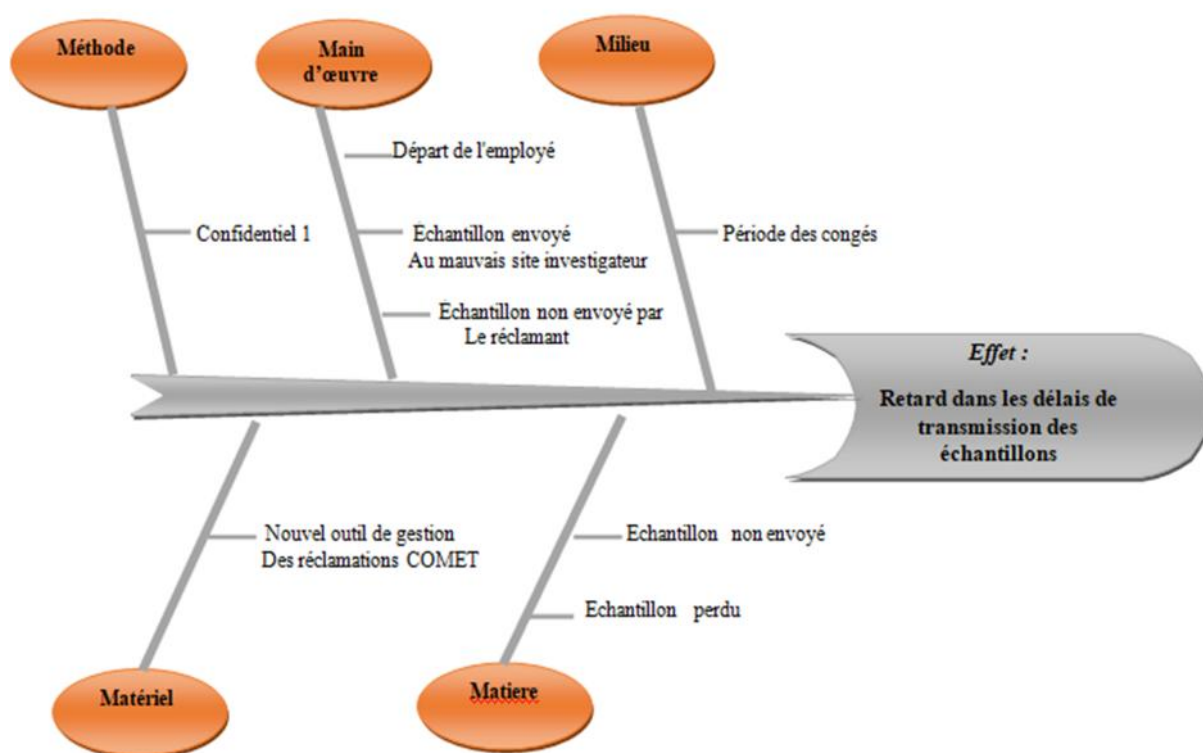 Méthode
Main
d'œuvre
Milieu
Départ de l'employé
Confidentiel 1
Échantillon envoyé
Au mauvais site investigateur
Période des congés
Échantillon non envoyé par
Le réclamant
Effet :
Retard dans les délais de
transmission des
échantillons
Nouvel outil de gestion
Des réclamations COMET
Echantillon non envoyé
Echantillon perdu
Matériel
Matiere